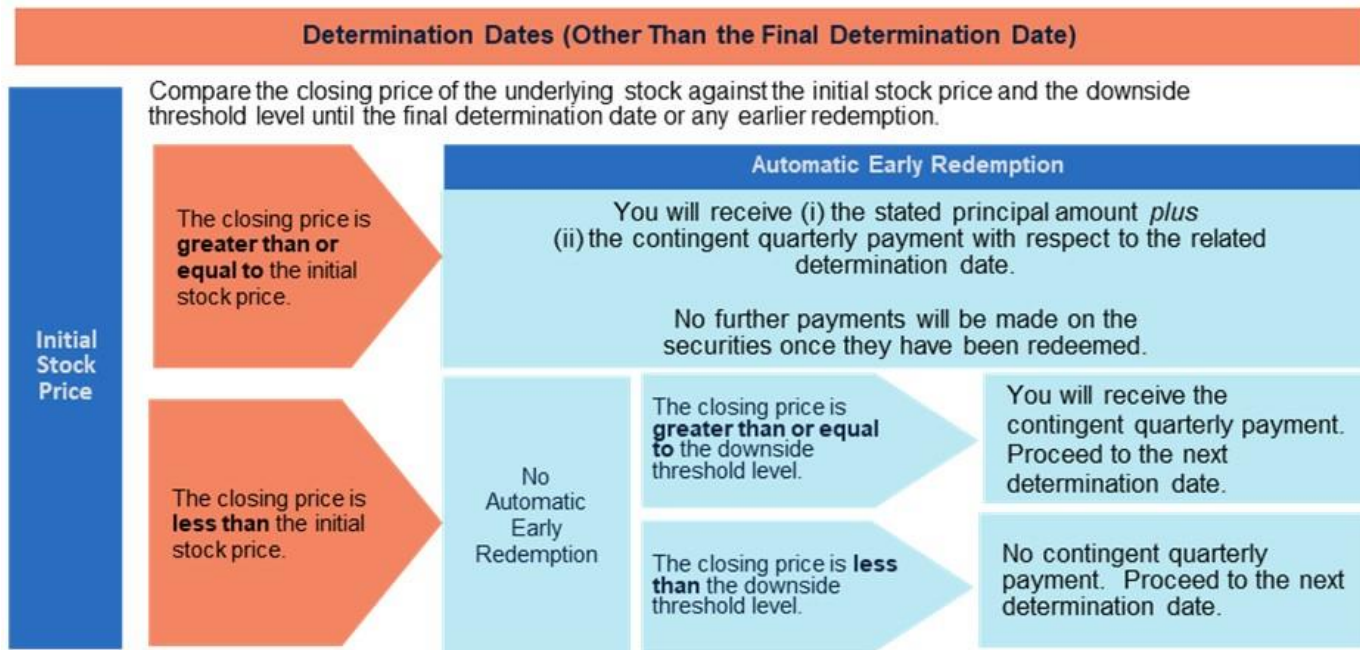 Determination Dates (Other Than the Final Determination Date)
Compare the closing price of the underlying stock against the initial stock price and the downside
threshold level until the final determination date or any earlier redemption.
Initial
Stock
Price
The closing price is
greater than or
equal to the initial
stock price.
Automatic Early Redemption
You will receive (i) the stated principal amount plus
(ii) the contingent quarterly payment with respect to the related
determination date.
No further payments will be made on the
securities once they have been redeemed.
The closing price is
less than the initial
stock price.
No
Automatic
Early
Redemption
The closing price is
greater than or equal
to the downside
threshold level.
You will receive the
contingent quarterly payment.
Proceed to the next
determination date.
The closing price is less
than the downside
threshold level.
No contingent quarterly
payment. Proceed to the next
determination date.